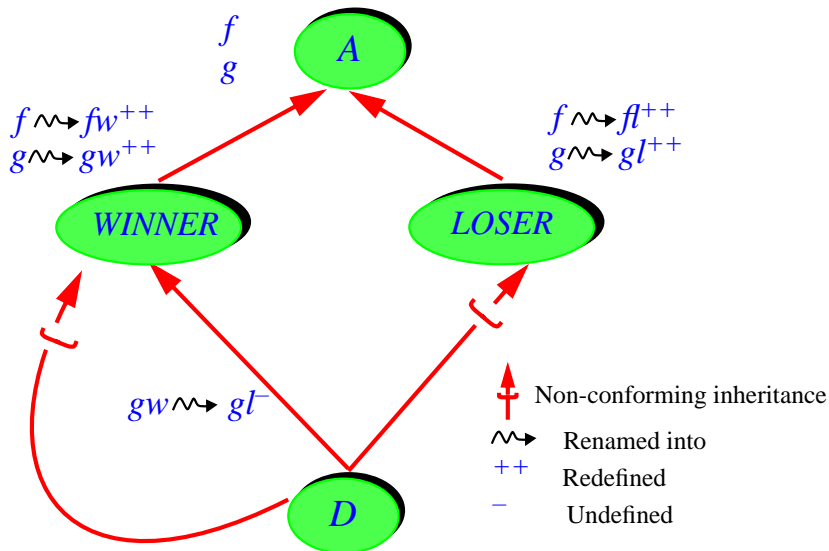 f
g
A
f fw++
g gw++
f fl++
g gl++
WINNER
LOSER
gw gl–
D
Non-conforming inheritance
Renamed into
++ Redefined
– Undefined